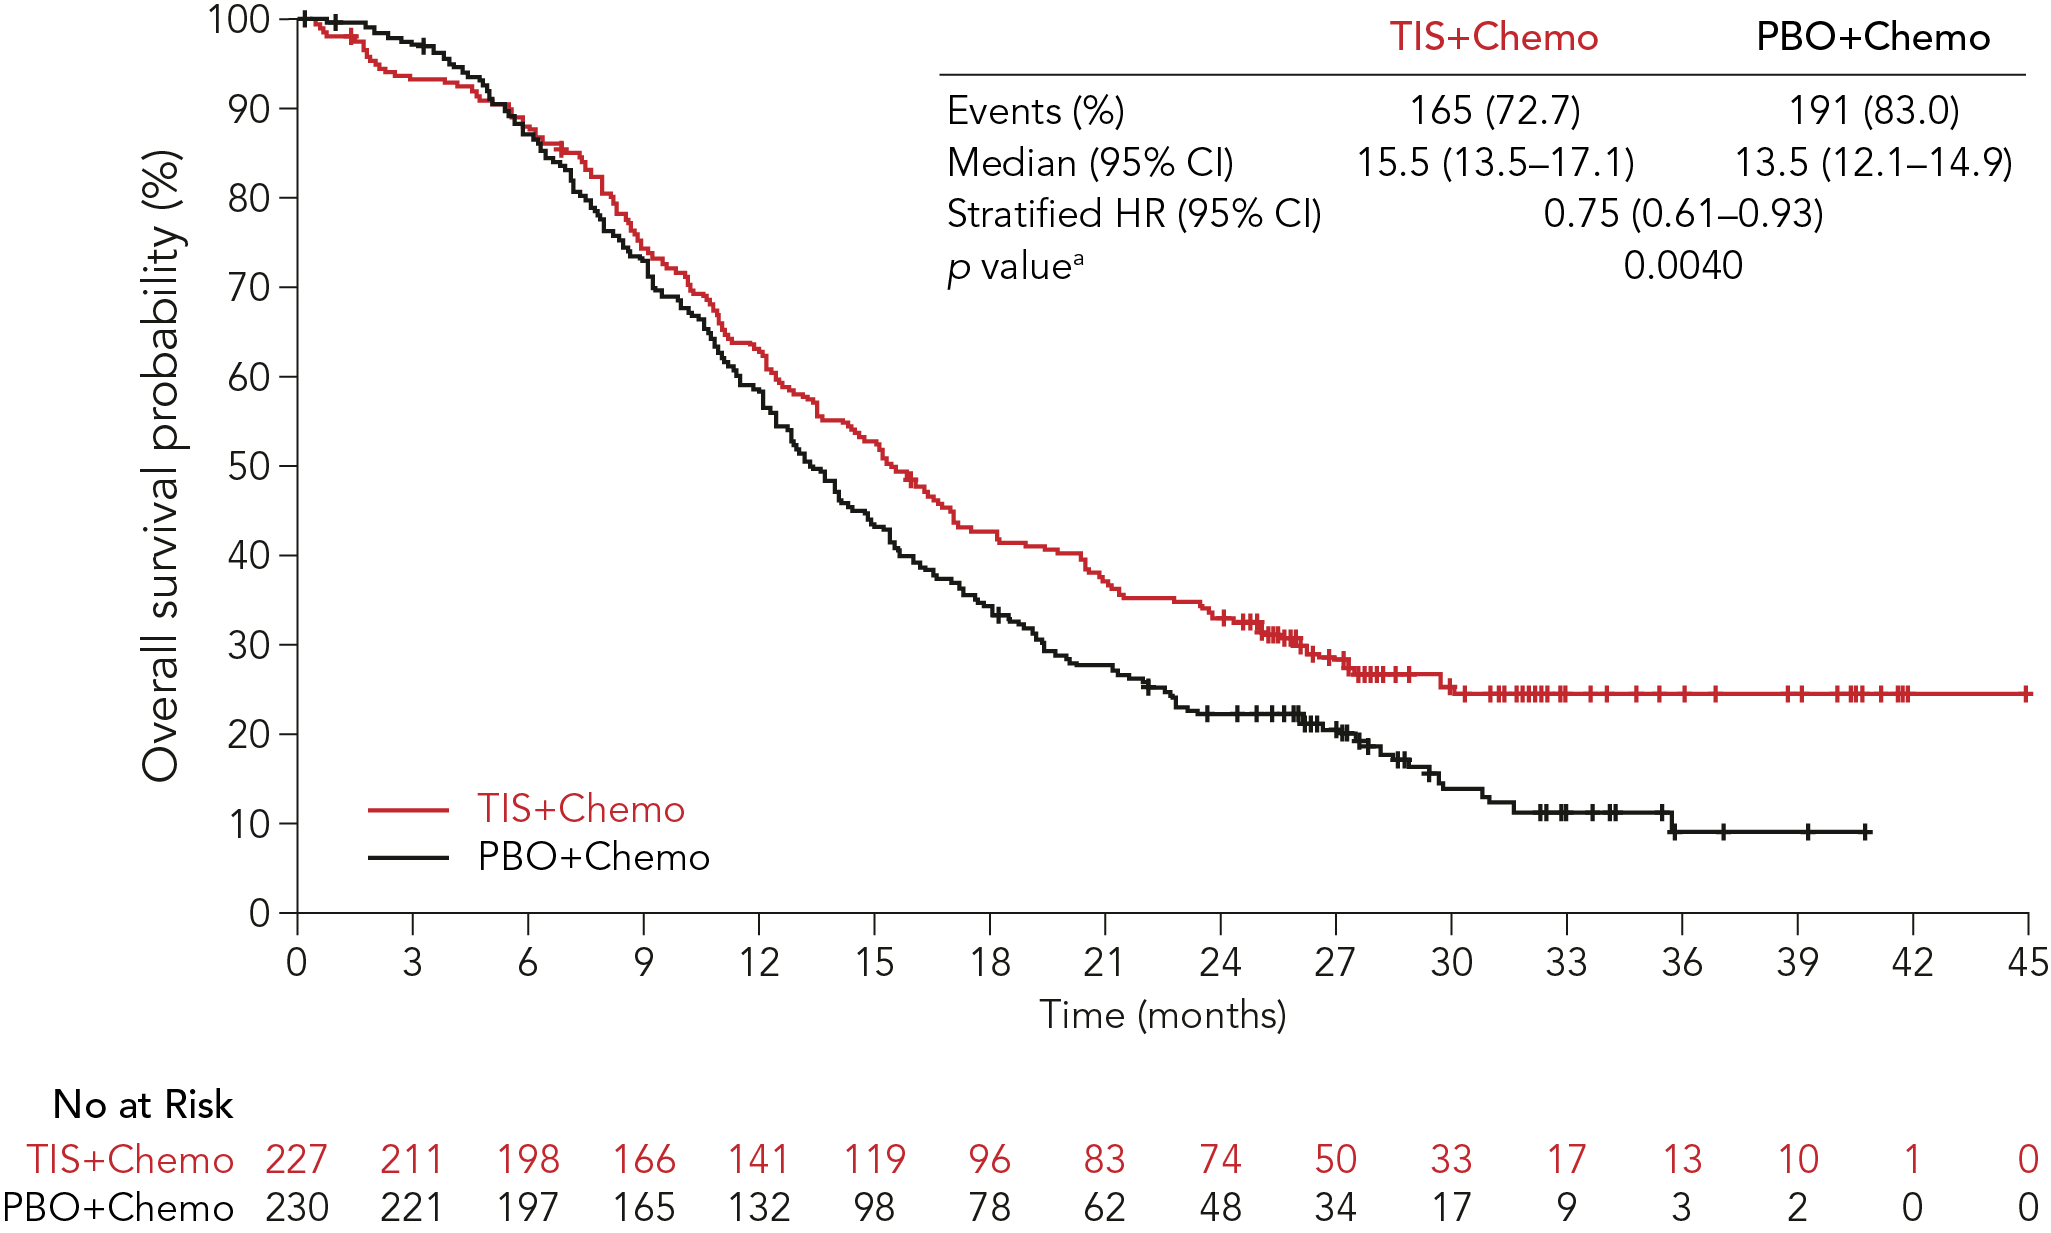 TIS+Chemo PBO+Chemo
Events (%) 165 (72.7) 191 (83.0)
Median (95% CI) 15.5 (13.5–17.1) 13.5 (12.1–14.9)
Stratified HR (95% CI) 0.75 (0.61–0.93)
p valueᵃ 0.0040
Overall survival probability (%)
100
90
80
70
60
50
40
30
20
10
0
TIS+Chemo
PBO+Chemo
0 3 6 9 12 15 18 21 24 27 30 33 36 39 42 45
Time (months)
No at Risk
TIS+Chemo 227 211 198 166 141 119 96 83 74 50 33 17 13 10 1 0
PBO+Chemo 230 221 197 165 132 98 78 62 48 34 17 9 3 2 0 0